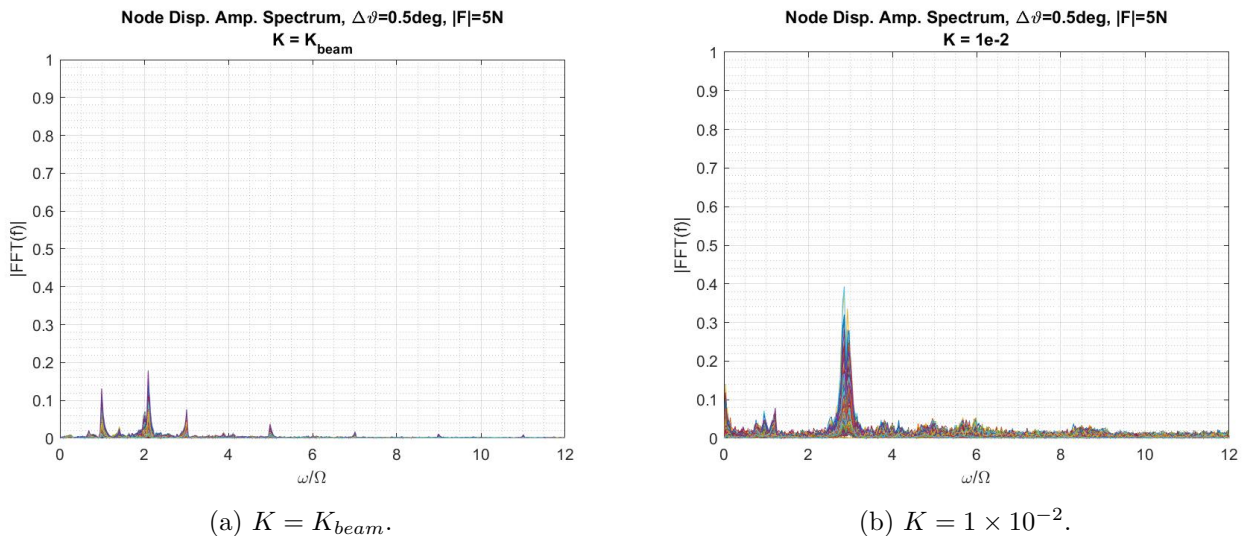 Node Disp. Amp. Spectrum, Δϑ=0.5deg, |F|=5N
K = K_beam
1
0.9
0.8
0.7
0.6
0.5
0.4
0.3
0.2
0.1
0
|FFT(f)|
0 2 4 6 8 10 12
ω/Ω
(a) K = K_beam.
Node Disp. Amp. Spectrum, Δϑ=0.5deg, |F|=5N
K = 1e-2
1
0.9
0.8
0.7
0.6
0.5
0.4
0.3
0.2
0.1
0
|FFT(f)|
0 2 4 6 8 10 12
ω/Ω
(b) K = 1 × 10⁻².